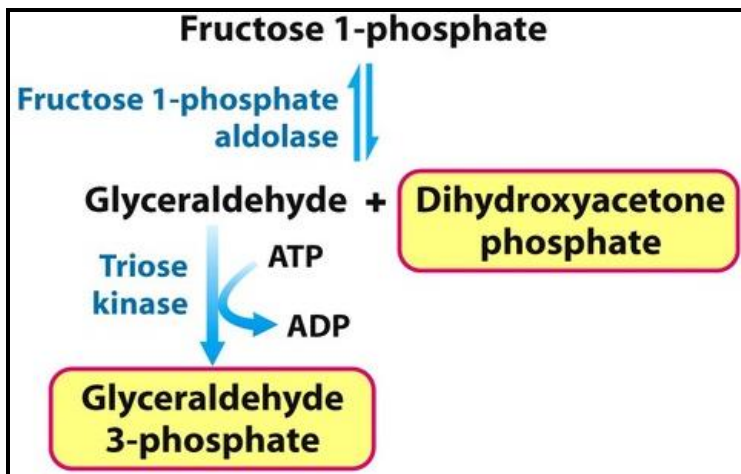 Fructose 1-phosphate
Fructose 1-phosphate
aldolase
Glyceraldehyde + Dihydroxyacetone
phosphate
Triose
kinase
ATP
ADP
Glyceraldehyde
3-phosphate